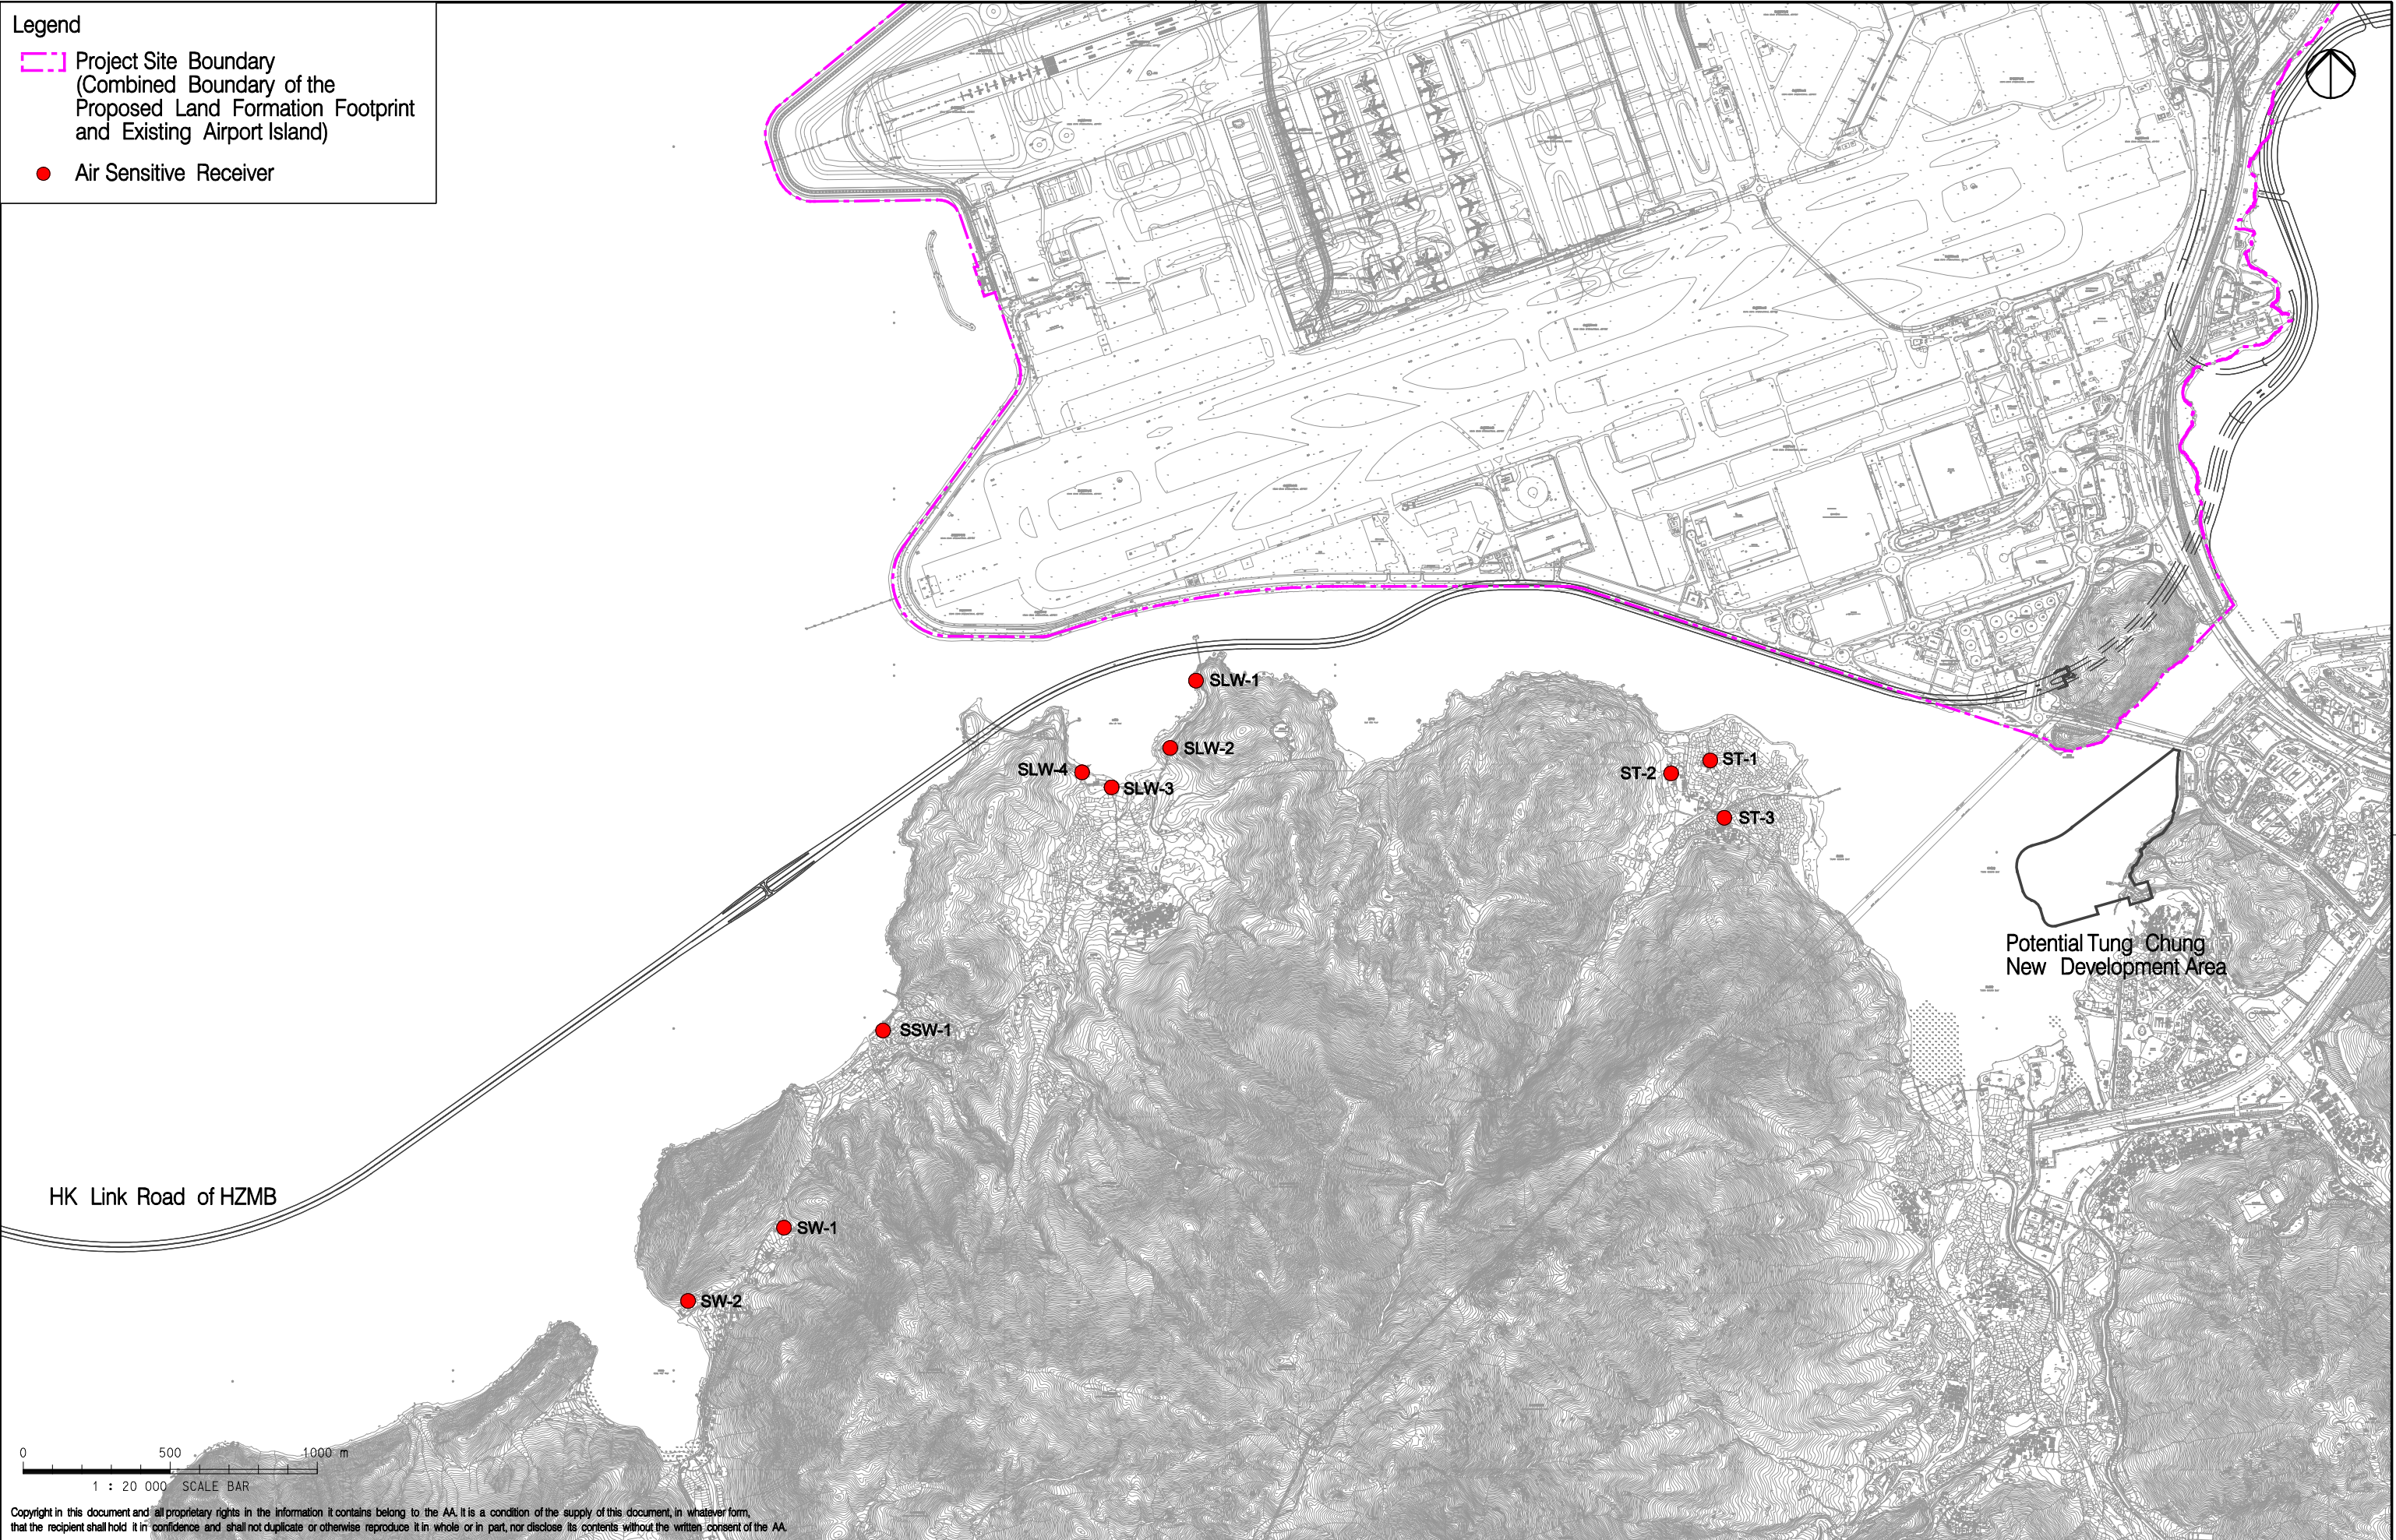 Legend
Project Site Boundary
(Combined Boundary of the
Proposed Land Formation Footprint
and Existing Airport Island)
Air Sensitive Receiver
SLW-1
SLW-2
SLW-4
SLW-3
ST-1
ST-2
ST-3
Potential Tung Chung
New Development Area
SSW-1
HK Link Road of HZMB
SW-1
SW-2
0 500 1000 m
1 : 20 000 SCALE BAR
Copyright in this document and all proprietary rights in the information it contains belong to the AA. It is a condition of the supply of this document, in whatever form,
that the recipient shall hold it in confidence and shall not duplicate or otherwise reproduce it in whole or in part, nor disclose its contents without the written consent of the AA.